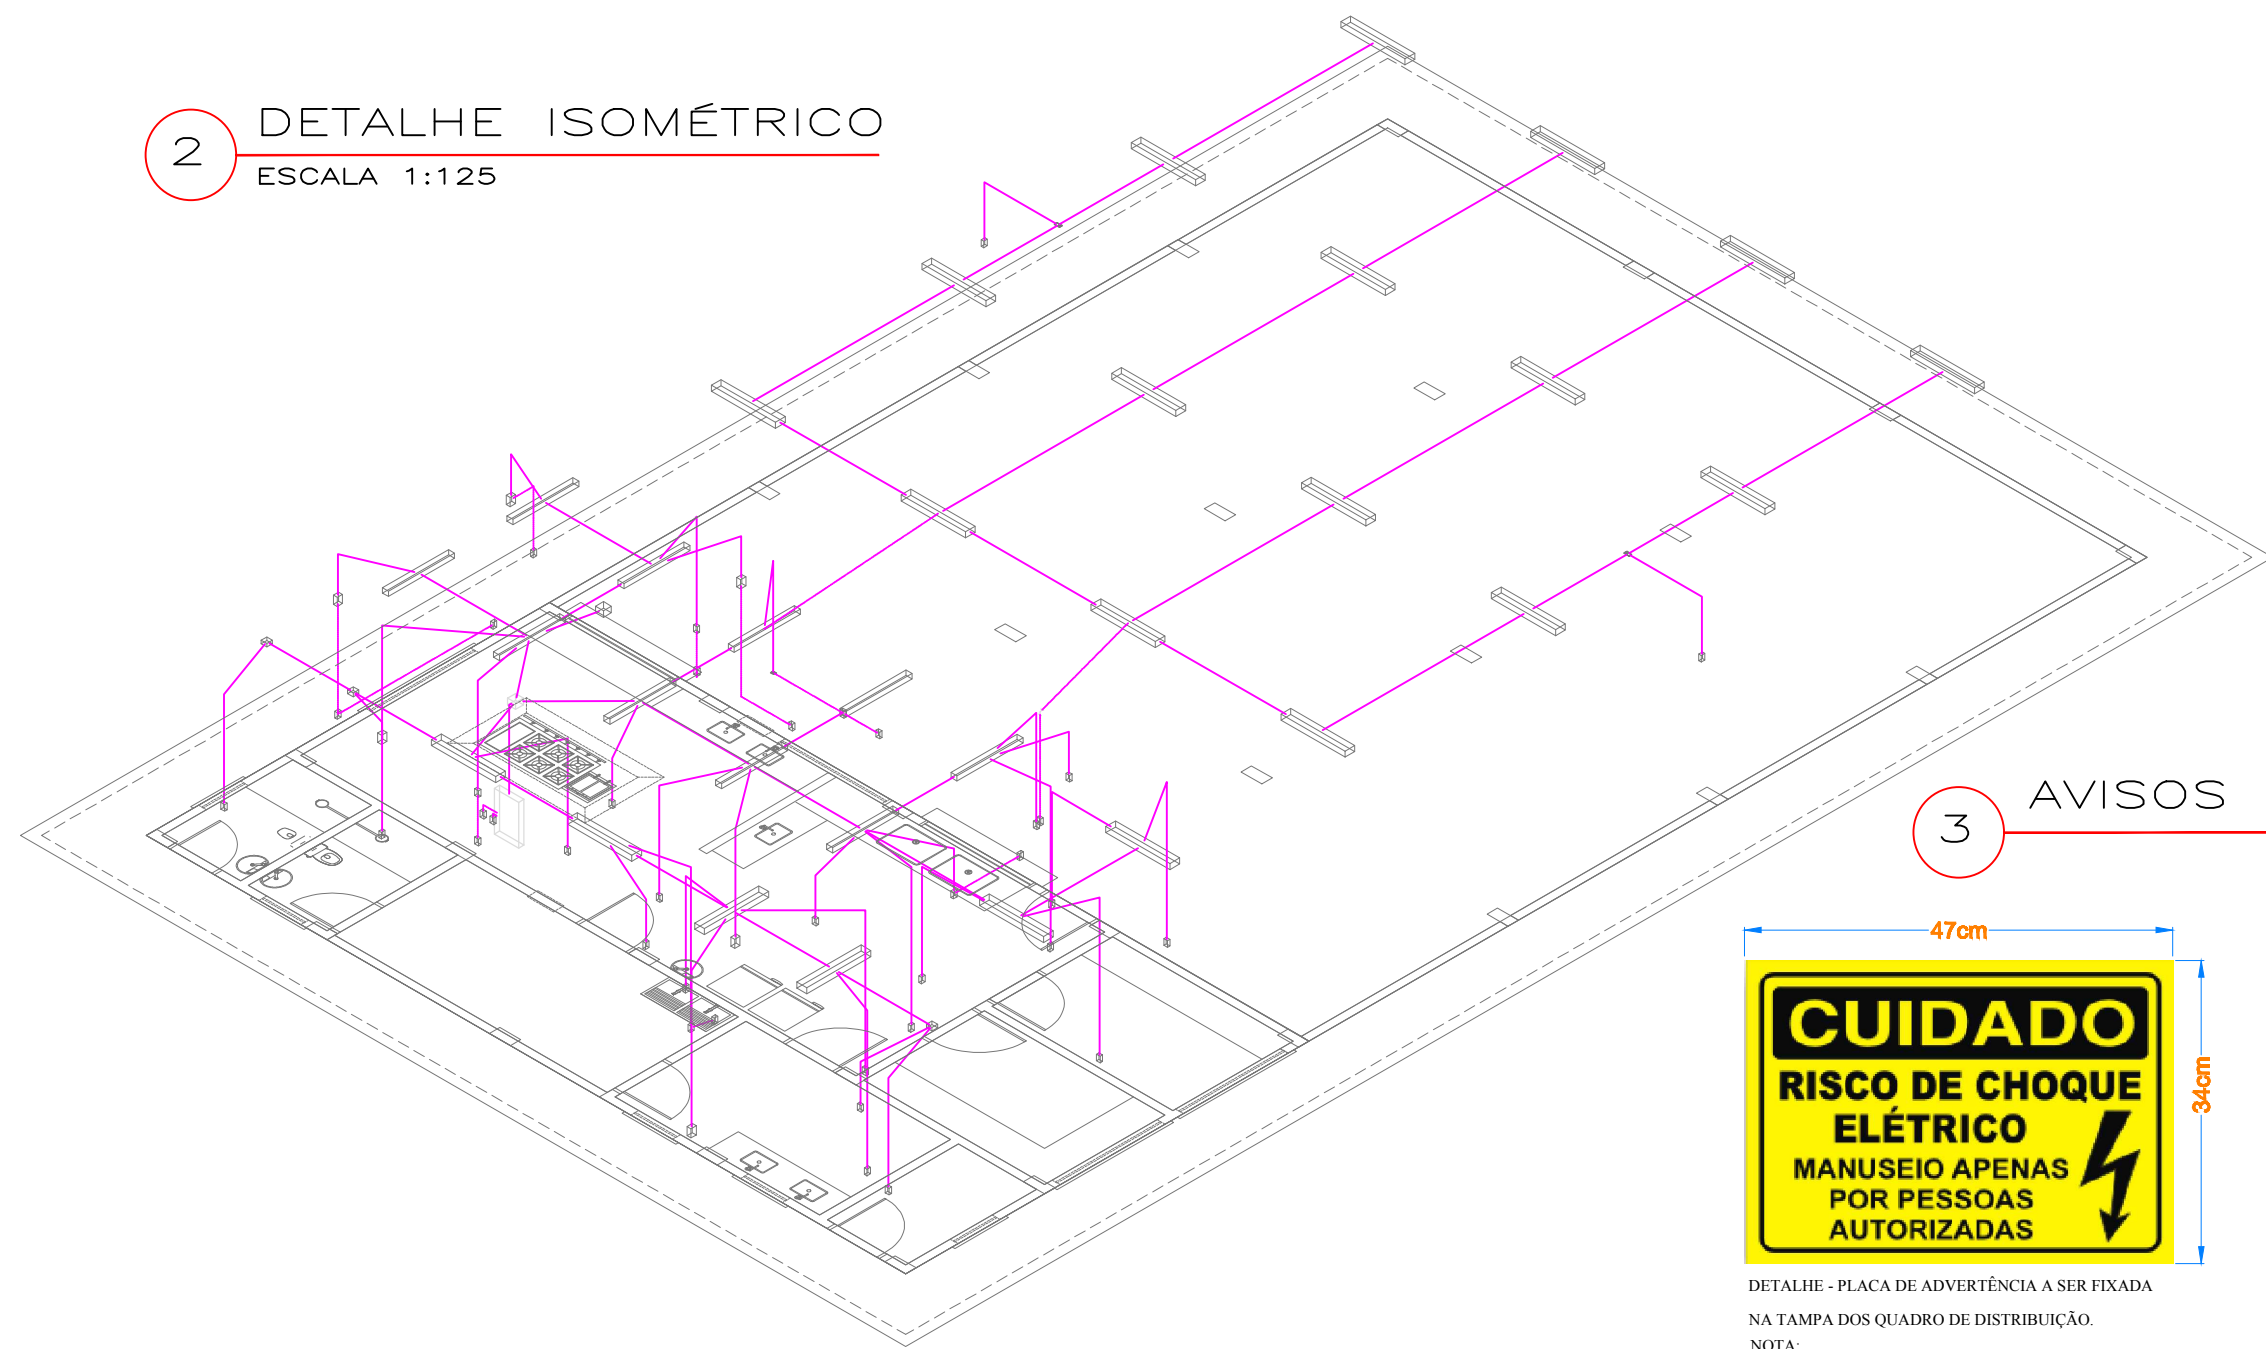 2
DETALHE ISOMÉTRICO
ESCALA 1:125
3
AVISOS
47cm
34cm
CUIDADO
RISCO DE CHOQUE
ELÉTRICO
MANUSEIO APENAS
POR PESSOAS
AUTORIZADAS
DETALHE - PLACA DE ADVERTÊNCIA A SER FIXADA
NA TAMPA DOS QUADRO DE DISTRIBUIÇÃO.
NOTA: